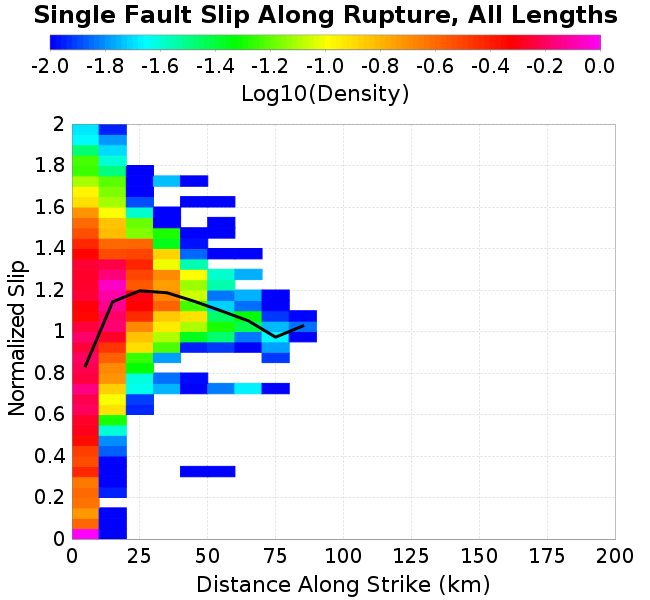 Single Fault Slip Along Rupture, All Lengths
-2.0 -1.8 -1.6 -1.4 -1.2 -1.0 -0.8 -0.6 -0.4 -0.2 0.0
Log10(Density)
2
1.8
1.6
1.4
1.2
1
0.8
0.6
0.4
0.2
0
Normalized Slip
0 25 50 75 100 125 150 175 200
Distance Along Strike (km)